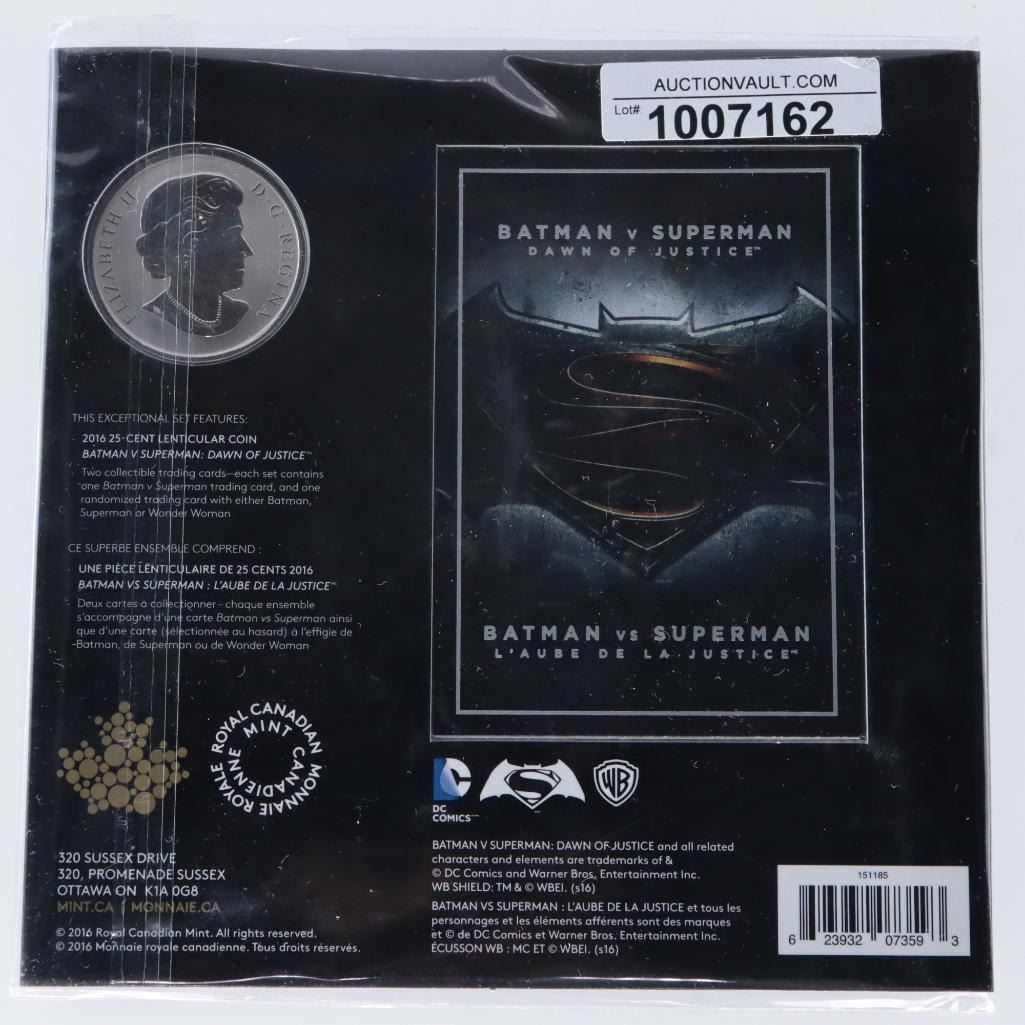 AUCTIONVAULT.COM
Lot#: 1007162
ELIZABETH II
D·G·REGINA
BATMAN v SUPERMAN
DAWN OF JUSTICE™
BATMAN vs SUPERMAN
L'AUBE DE LA JUSTICE MC
THIS EXCEPTIONAL SET FEATURES:
2016 25-CENT LENTICULAR COIN
BATMAN V SUPERMAN: DAWN OF JUSTICE™
Two collectible trading cards—each set contains
one Batman v Superman trading card, and one
randomized trading card with either Batman,
Superman or Wonder Woman
CE SUPERBE ENSEMBLE COMPREND :
UNE PIÈCE LENTICULAIRE DE 25 CENTS 2016
BATMAN VS SUPERMAN : L'AUBE DE LA JUSTICE MC
Deux cartes à collectionner - chaque ensemble
s'accompagne d'une carte Batman vs Superman ainsi
que d'une carte (sélectionnée au hasard) à l'effigie de
Batman, de Superman ou de Wonder Woman
ROYAL CANADIAN MINT
MONNAIE ROYALE CANADIENNE
320 SUSSEX DRIVE
320, PROMENADE SUSSEX
OTTAWA ON K1A 0G8
MINT.CA | MONNAIE.CA
© 2016 Royal Canadian Mint. All rights reserved.
© 2016 Monnaie royale canadienne. Tous droits réservés.
DC
COMICS™
WB
BATMAN V SUPERMAN: DAWN OF JUSTICE and all related
characters and elements are trademarks of &
© DC Comics and Warner Bros. Entertainment Inc.
WB SHIELD: TM & © WBEI. (s16)
BATMAN VS SUPERMAN : L'AUBE DE LA JUSTICE et tous les
personnages et les éléments afférents sont des marques
et © de DC Comics et Warner Bros. Entertainment Inc.
ÉCUSSON WB : MC ET © WBEI. (s16)
151185
6 23932 07359 3